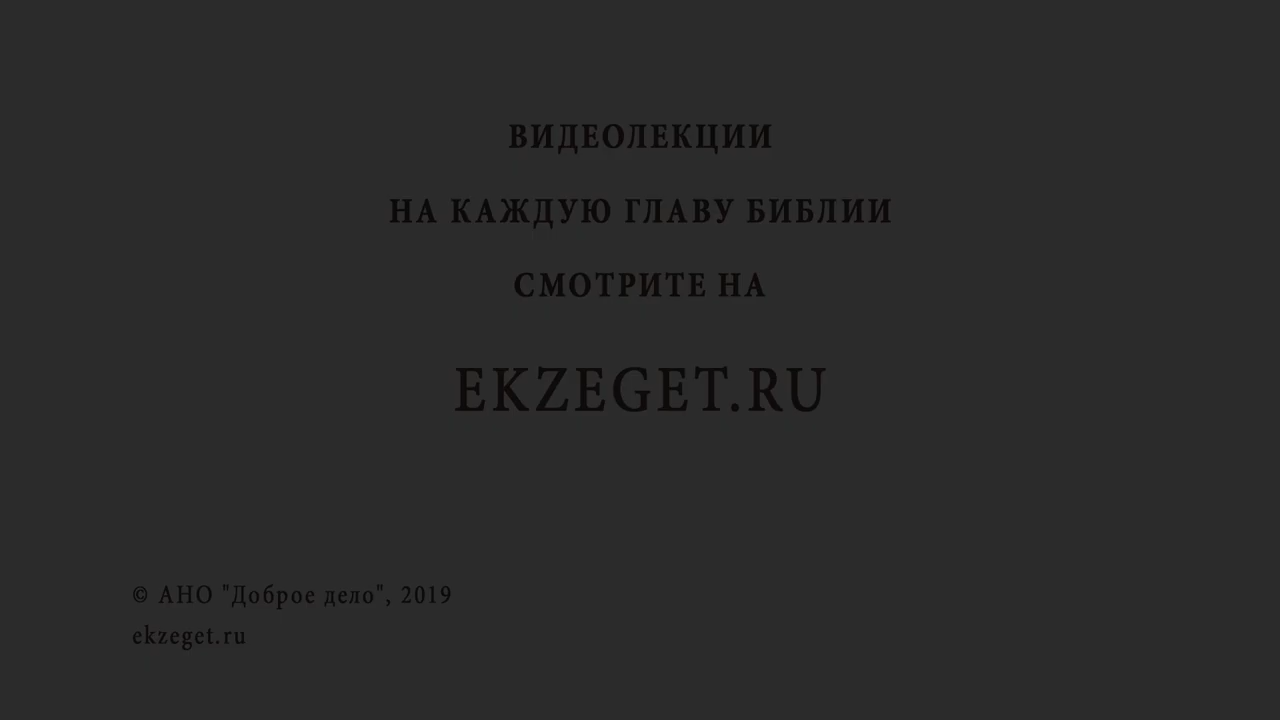 ВИДЕОЛЕКЦИИ
НА КАЖДУЮ ГЛАВУ БИБЛИИ
СМОТРИТЕ НА
EKZEGET.RU
© АНО "Доброе дело", 2019
ekzeget.ru